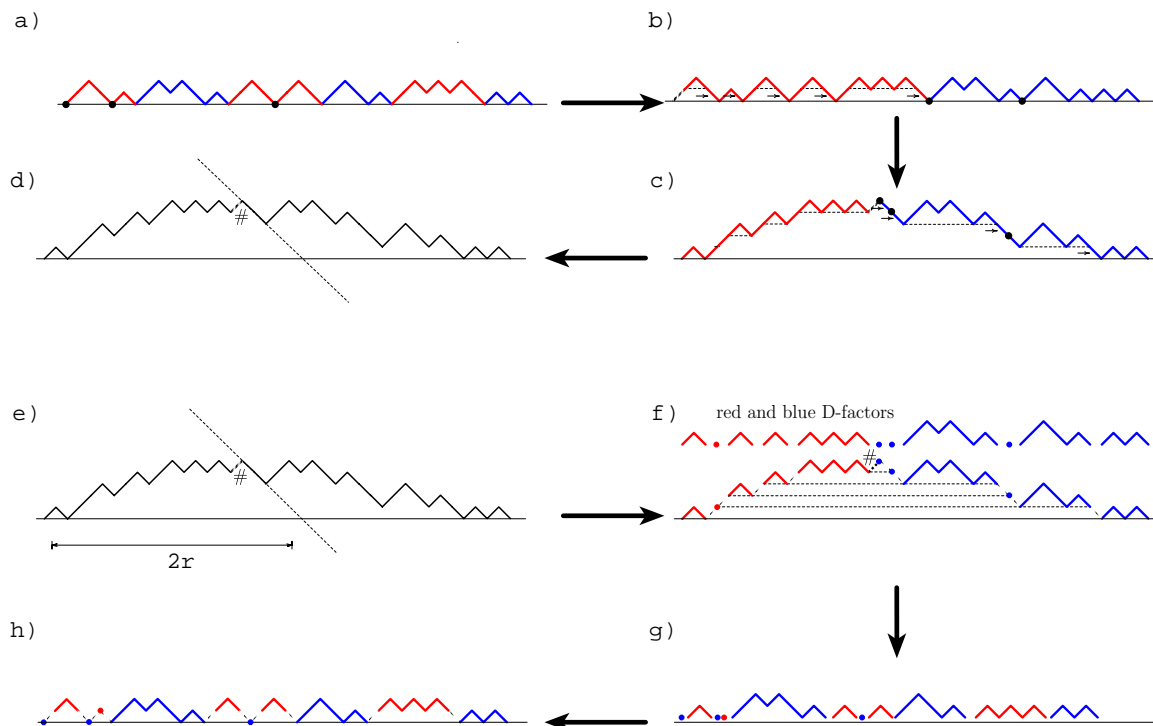 a)
b)
d)
#
c)
e)
#
2r
f)
red and blue D-factors
#
h)
g)